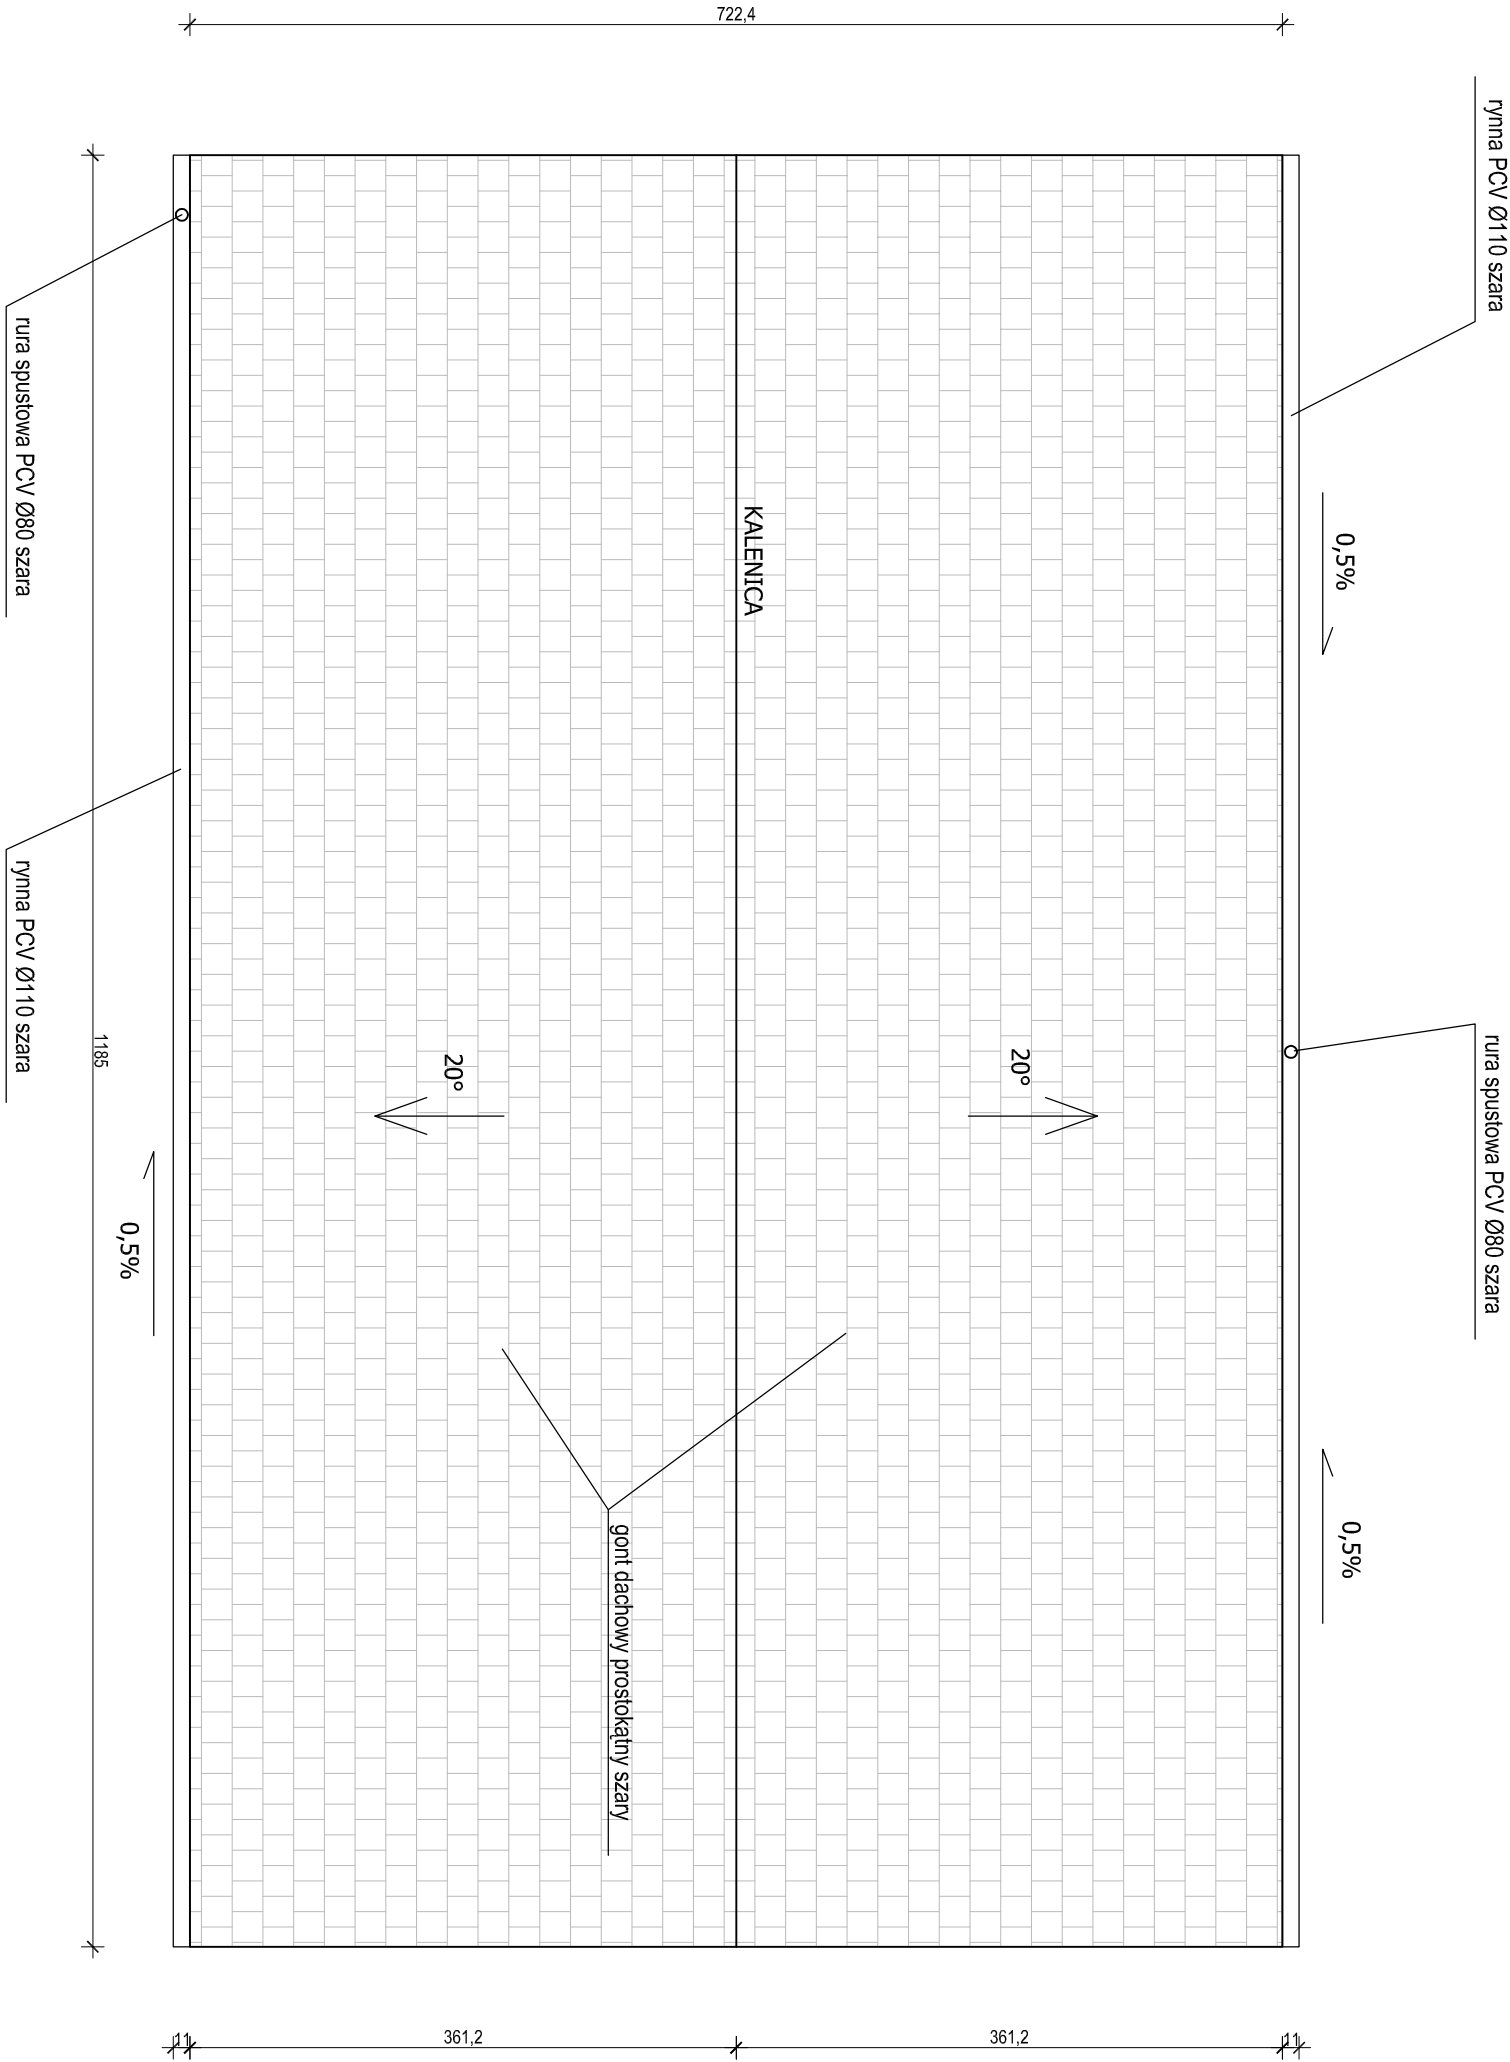 722,4
rynna PCV Ø110 szara
0,5%
rura spustowa PCV Ø80 szara
0,5%
KALENICA
20°
20°
gont dachowy prostokątny szary
rura spustowa PCV Ø80 szara
rynna PCV Ø110 szara
1185
0,5%
11
361,2
361,2
11